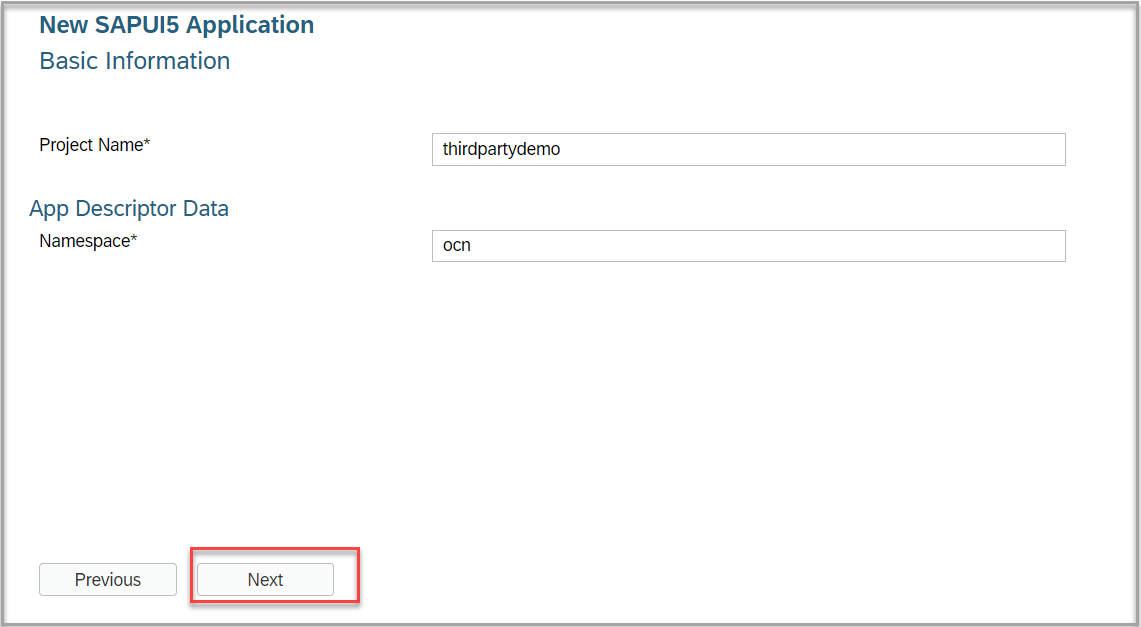 New SAPUI5 Application
Basic Information
Project Name*
thirdpartydemo
App Descriptor Data
Namespace*
ocn
Previous
Next